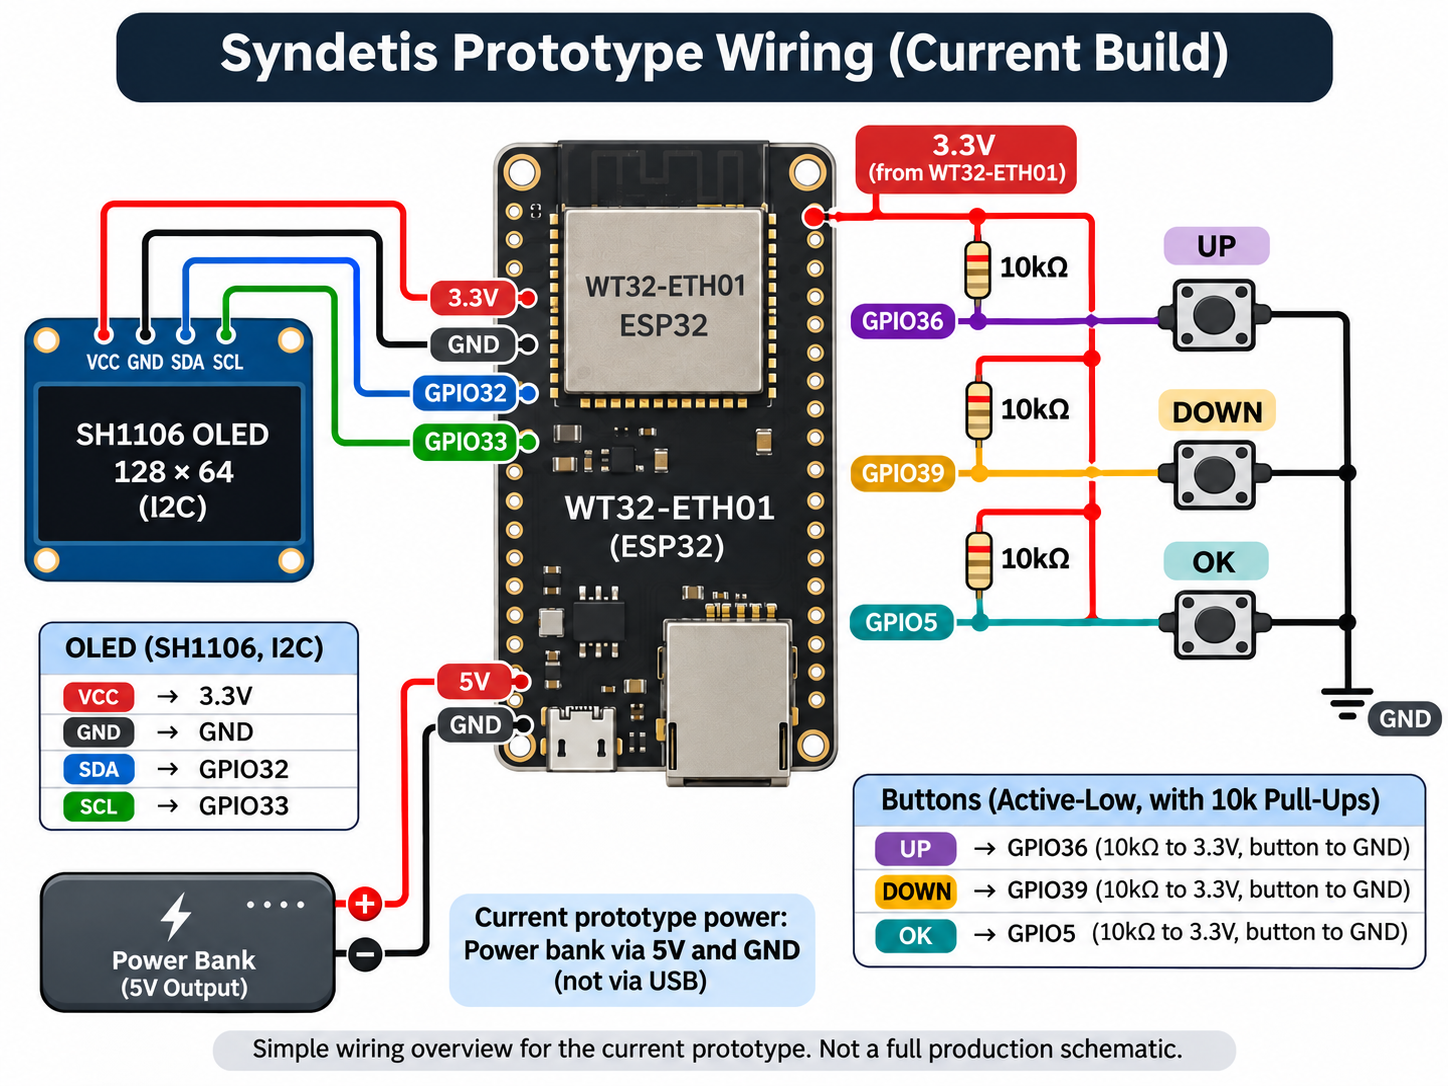 Syndetis Prototype Wiring (Current Build)
3.3V
(from WT32-ETH01)
UP
10kΩ
WT32-ETH01
ESP32
3.3V
GND
GPIO32
GPIO33
VCC GND SDA SCL
SH1106 OLED
128 × 64
(I2C)
GPIO36
10kΩ
DOWN
GPIO39
WT32-ETH01
(ESP32)
10kΩ
OK
GPIO5
GND
OLED (SH1106, I2C)
VCC → 3.3V
GND → GND
SDA → GPIO32
SCL → GPIO33
5V
GND
Buttons (Active-Low, with 10k Pull-Ups)
UP → GPIO36 (10kΩ to 3.3V, button to GND)
DOWN → GPIO39 (10kΩ to 3.3V, button to GND)
OK → GPIO5 (10kΩ to 3.3V, button to GND)
+
−
Power Bank
(5V Output)
Current prototype power:
Power bank via 5V and GND
(not via USB)
Simple wiring overview for the current prototype. Not a full production schematic.